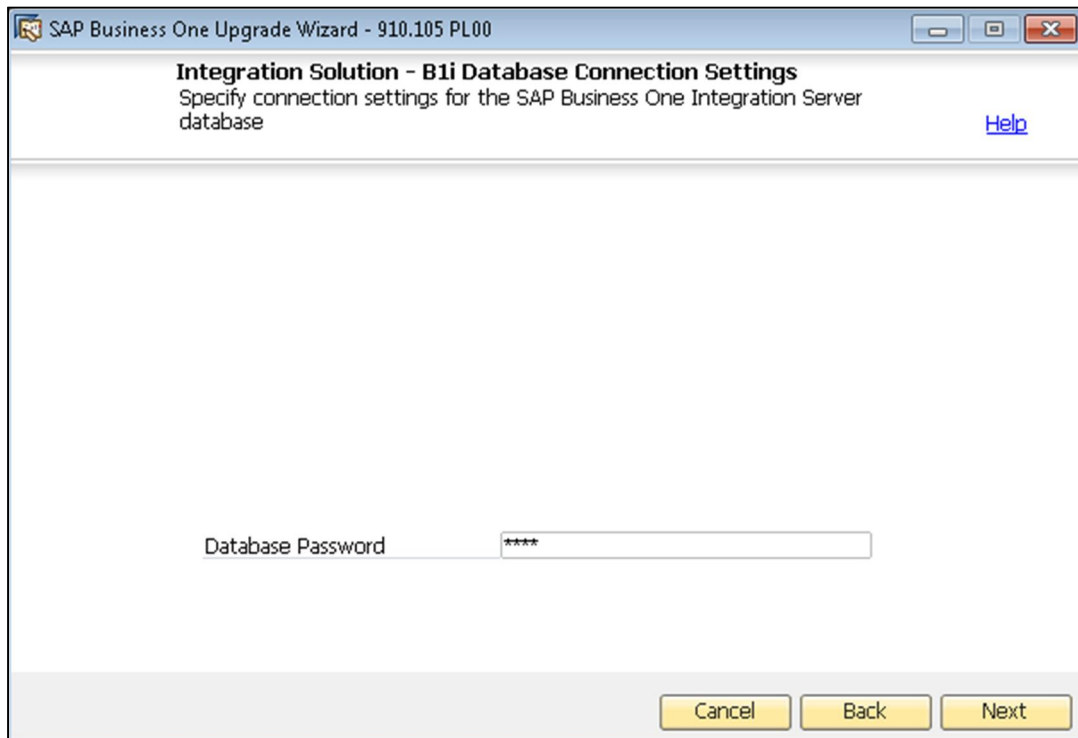 SAP Business One Upgrade Wizard - 910.105 PL00
Integration Solution - B1i Database Connection Settings
Specify connection settings for the SAP Business One Integration Server
database
Help
Database Password
****
Cancel
Back
Next